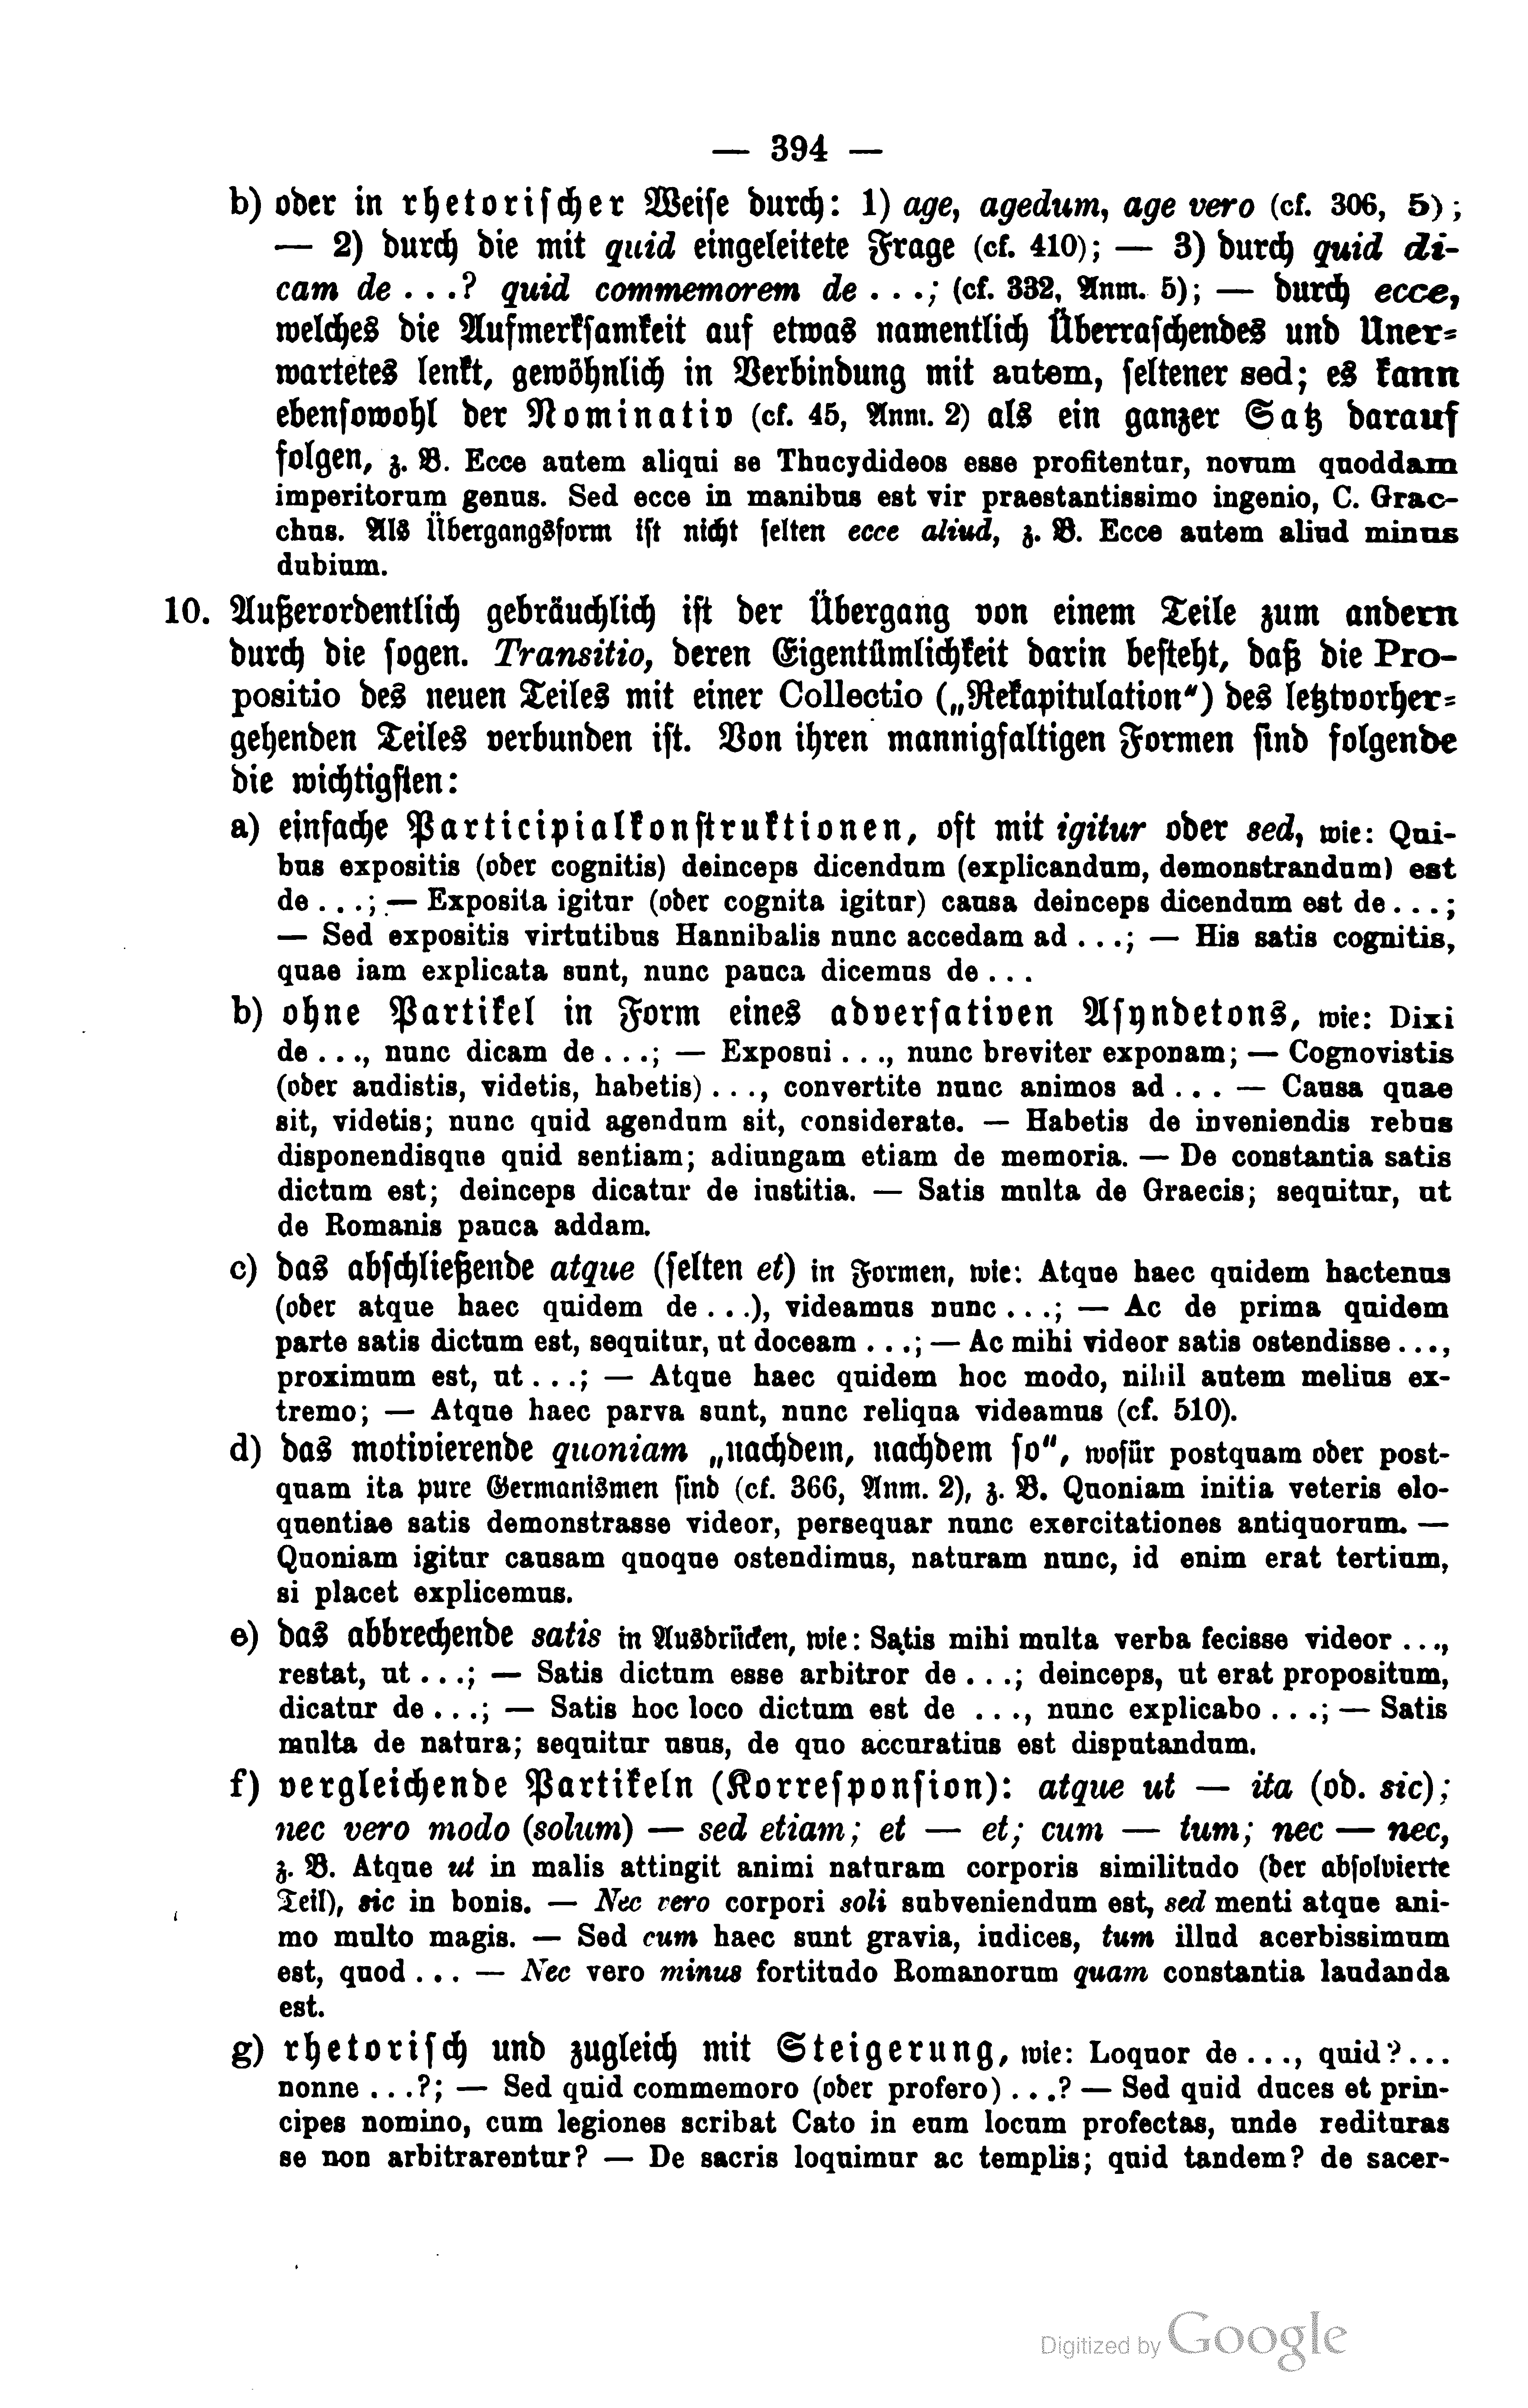 — 394 —
b) oder in rhetorischer Weise durch: 1) age, agedum, age vero (cf. 306, 5);
— 2) durch die mit quid eingeleitete Frage (cf. 410); — 3) durch quid di-
cam de . . .? quid commemorem de . . .; (cf. 332, Anm. 5); — durch ecce,
welches die Aufmerksamkeit auf etwas namentlich Überraschendes und Uner-
wartetes lenkt, gewöhnlich in Verbindung mit autem, seltener sed; es kann
ebensowohl der Nominativ (cf. 45, Anm. 2) als ein ganzer Satz darauf
folgen, z. B. Ecce autem aliqui se Thucydideos esse profitentur, novum quoddam
imperitorum genus. Sed ecce in manibus est vir praestantissimo ingenio, C. Grac-
chus. Als Übergangsform ist nicht selten ecce aliud, z. B. Ecce autem aliud minus
dubium.
10. Außerordentlich gebräuchlich ist der Übergang von einem Teile zum andern
durch die sogen. Transitio, deren Eigentümlichkeit darin besteht, daß die Pro-
positio des neuen Teiles mit einer Collectio („Rekapitulation“) des letztvorher-
gehenden Teiles verbunden ist. Von ihren mannigfaltigen Formen sind folgende
die wichtigsten:
a) einfache Participialkonstruktionen, oft mit igitur oder sed, wie: Qui-
bus expositis (oder cognitis) deinceps dicendum (explicandum, demonstrandum) est
de . . .; — Exposita igitur (oder cognita igitur) causa deinceps dicendum est de . . .;
— Sed expositis virtutibus Hannibalis nunc accedam ad . . .; — His satis cognitis,
quae iam explicata sunt, nunc pauca dicemus de . . .
b) ohne Partikel in Form eines adversativen Asyndetons, wie: Dixi
de . . ., nunc dicam de . . .; — Exposui . . ., nunc breviter exponam; — Cognovistis
(oder audistis, videtis, habetis) . . ., convertite nunc animos ad . . . — Causa quae
sit, videtis; nunc quid agendum sit, considerate. — Habetis de inveniendis rebus
disponendisque quid sentiam; adiungam etiam de memoria. — De constantia satis
dictum est; deinceps dicatur de iustitia. — Satis multa de Graecis; sequitur, ut
de Romanis pauca addam.
c) das abschließende atque (selten et) in Formen, wie: Atque haec quidem hactenus
(oder atque haec quidem de . . .), videamus nunc . . .; — Ac de prima quidem
parte satis dictum est, sequitur, ut doceam . . .; — Ac mihi videor satis ostendisse . . .,
proximum est, ut . . .; — Atque haec quidem hoc modo, nihil autem melius ex-
tremo; — Atque haec parva sunt, nunc reliqua videamus (cf. 510).
d) das motivierende quoniam „nachdem, nachdem so“, wofür postquam oder post-
quam ita pure Germanismen sind (cf. 366, Anm. 2), z. B. Quoniam initia veteris elo-
quentiae satis demonstrasse videor, persequar nunc exercitationes antiquorum. —
Quoniam igitur causam quoque ostendimus, naturam nunc, id enim erat tertium,
si placet explicemus.
e) das abbrechende satis in Ausdrücken, wie: Satis mihi multa verba fecisse videor . . .,
restat, ut . . .; — Satis dictum esse arbitror de . . .; deinceps, ut erat propositum,
dicatur de . . .; — Satis hoc loco dictum est de . . ., nunc explicabo . . .; — Satis
multa de natura; sequitur usus, de quo accuratius est disputandum.
f) vergleichende Partikeln (Korresponsion): atque ut — ita (od. sic);
nec vero modo (solum) — sed etiam; et — et; cum — tum; nec — nec,
z. B. Atque ut in malis attingit animi naturam corporis similitudo (der absolvierte
Teil), sic in bonis. — Nec vero corpori soli subveniendum est, sed menti atque ani-
mo multo magis. — Sed cum haec sunt gravia, iudices, tum illud acerbissimum
est, quod . . . — Nec vero minus fortitudo Romanorum quam constantia laudanda
est.
g) rhetorisch und zugleich mit Steigerung, wie: Loquor de . . ., quid? . . .
nonne . . .?; — Sed quid commemoro (oder profero) . . .? — Sed quid duces et prin-
cipes nomino, cum legiones scribat Cato in eum locum profectas, unde redituras
se non arbitrarentur? — De sacris loquimur ac templis; quid tandem? de sacer-
Digitized by Google